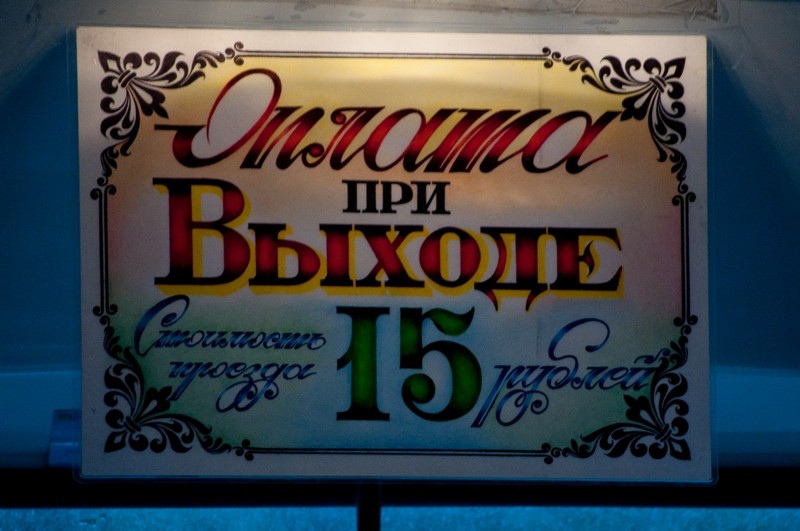 Оплата
при
Выходе
Стоимость
проезда
15 рублей